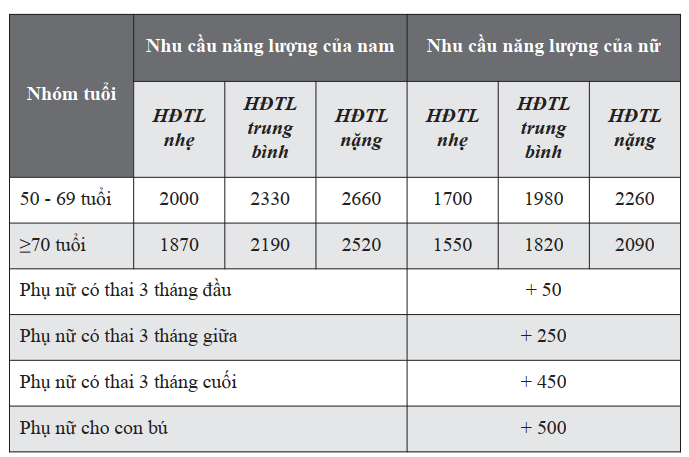 Nhóm tuổi
Nhu cầu năng lượng của nam
Nhu cầu năng lượng của nữ
HĐTL nhẹ
HĐTL trung bình
HĐTL nặng
HĐTL nhẹ
HĐTL trung bình
HĐTL nặng
50 - 69 tuổi 2000 2330 2660 1700 1980 2260
≥70 tuổi 1870 2190 2520 1550 1820 2090
Phụ nữ có thai 3 tháng đầu + 50
Phụ nữ có thai 3 tháng giữa + 250
Phụ nữ có thai 3 tháng cuối + 450
Phụ nữ cho con bú + 500